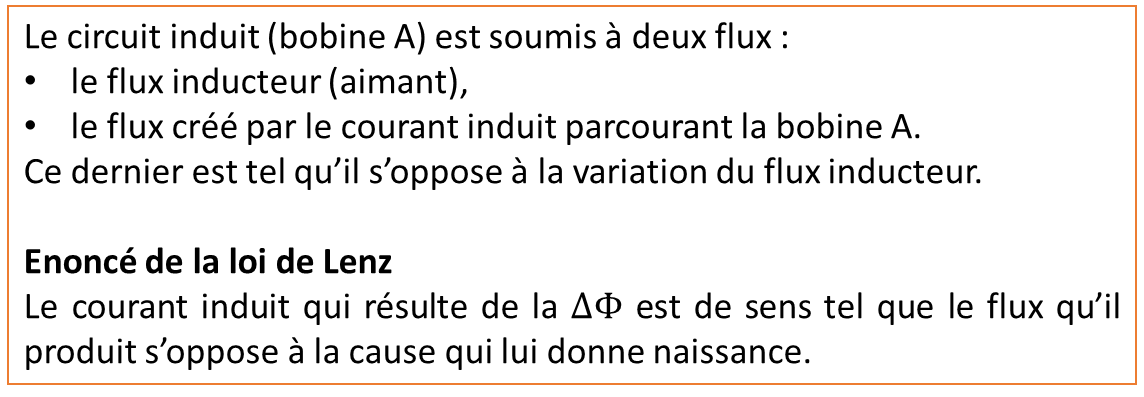 Le circuit induit (bobine A) est soumis à deux flux :
• le flux inducteur (aimant),
• le flux créé par le courant induit parcourant la bobine A.
Ce dernier est tel qu’il s’oppose à la variation du flux inducteur.
Enoncé de la loi de Lenz
Le courant induit qui résulte de la ΔΦ est de sens tel que le flux qu’il
produit s’oppose à la cause qui lui donne naissance.